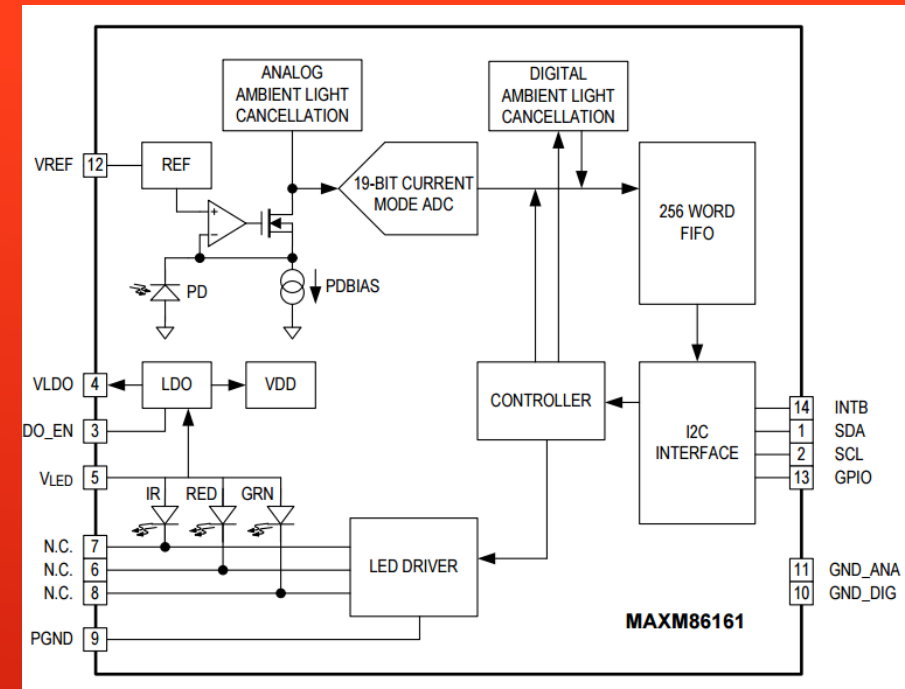 ANALOG
AMBIENT LIGHT
CANCELLATION
DIGITAL
AMBIENT LIGHT
CANCELLATION
VREF 12
REF
19-BIT CURRENT
MODE ADC
256 WORD
FIFO
+
−
PD
PDBIAS
VLDO 4
LDO
VDD
DO_EN 3
CONTROLLER
I2C
INTERFACE
14 INTB
1 SDA
2 SCL
13 GPIO
VLED 5
IR RED GRN
N.C. 7
N.C. 6
N.C. 8
LED DRIVER
11 GND_ANA
10 GND_DIG
PGND 9
MAXM86161